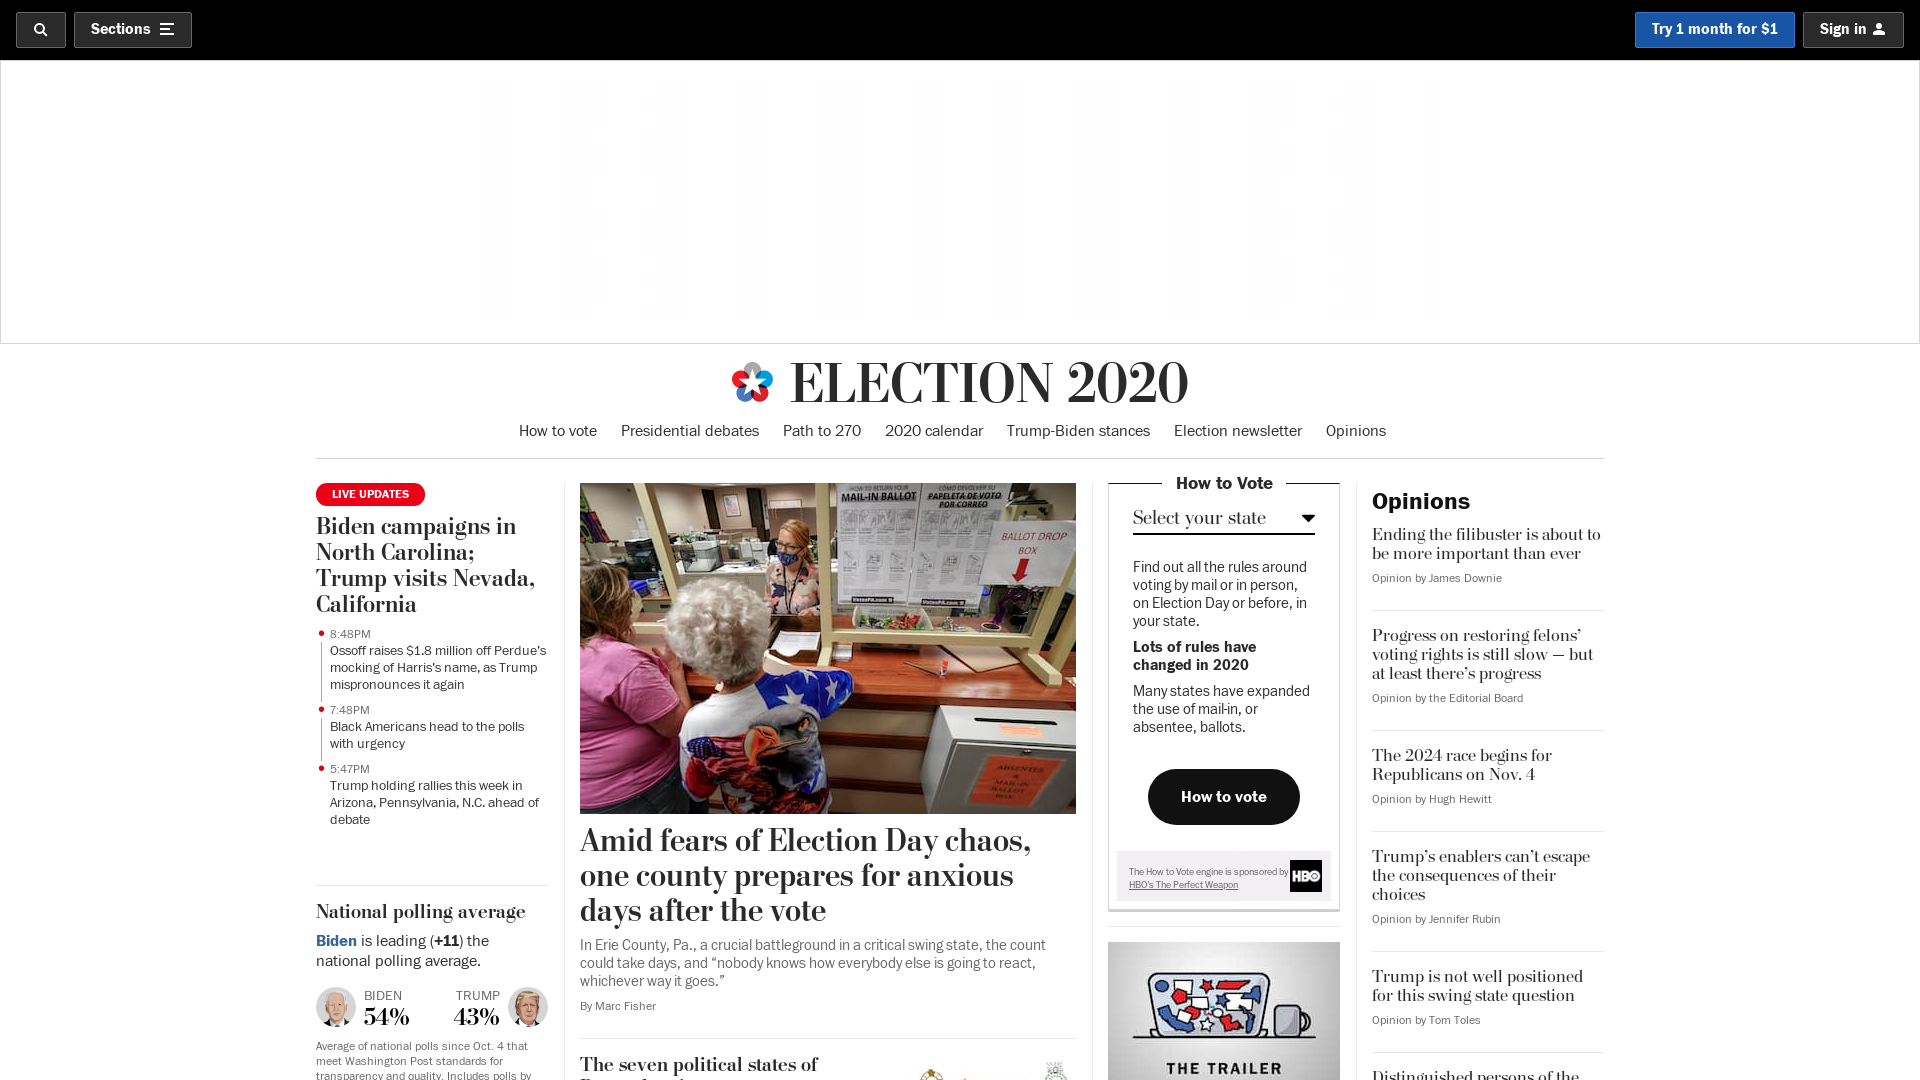 Sections
Try 1 month for $1
Sign in
ELECTION 2020
How to vote
Presidential debates
Path to 270
2020 calendar
Trump-Biden stances
Election newsletter
Opinions
LIVE UPDATES
Biden campaigns in
North Carolina;
Trump visits Nevada,
California
8:48PM
Ossoff raises $1.8 million off Perdue’s
mocking of Harris’s name, as Trump
mispronounces it again
7:48PM
Black Americans head to the polls
with urgency
5:47PM
Trump holding rallies this week in
Arizona, Pennsylvania, N.C. ahead of
debate
National polling average
Biden is leading (+11) the
national polling average.
BIDEN
54%
TRUMP
43%
Average of national polls since Oct. 4 that
meet Washington Post standards for
transparency and quality. Includes polls by
HOW TO RETURN YOUR
MAIL-IN BALLOT
CÓMO DEVOLVER SU
PAPELETA DE VOTO
POR CORREO
BALLOT DROP
BOX
VotesPA.com
VotesPA.com
ABSENTEE
&
MAIL-IN
BALLOT
BOX
Amid fears of Election Day chaos,
one county prepares for anxious
days after the vote
In Erie County, Pa., a crucial battleground in a critical swing state, the count
could take days, and “nobody knows how everybody else is going to react,
whichever way it goes.”
By Marc Fisher
The seven political states of
How to Vote
Select your state
Find out all the rules around
voting by mail or in person,
on Election Day or before, in
your state.
Lots of rules have
changed in 2020
Many states have expanded
the use of mail-in, or
absentee, ballots.
How to vote
The How to Vote engine is sponsored by
HBO's The Perfect Weapon
HBO
THE TRAILER
Opinions
Ending the filibuster is about to
be more important than ever
Opinion by James Downie
Progress on restoring felons’
voting rights is still slow — but
at least there’s progress
Opinion by the Editorial Board
The 2024 race begins for
Republicans on Nov. 4
Opinion by Hugh Hewitt
Trump’s enablers can’t escape
the consequences of their
choices
Opinion by Jennifer Rubin
Trump is not well positioned
for this swing state question
Opinion by Tom Toles
Distinguished persons of the